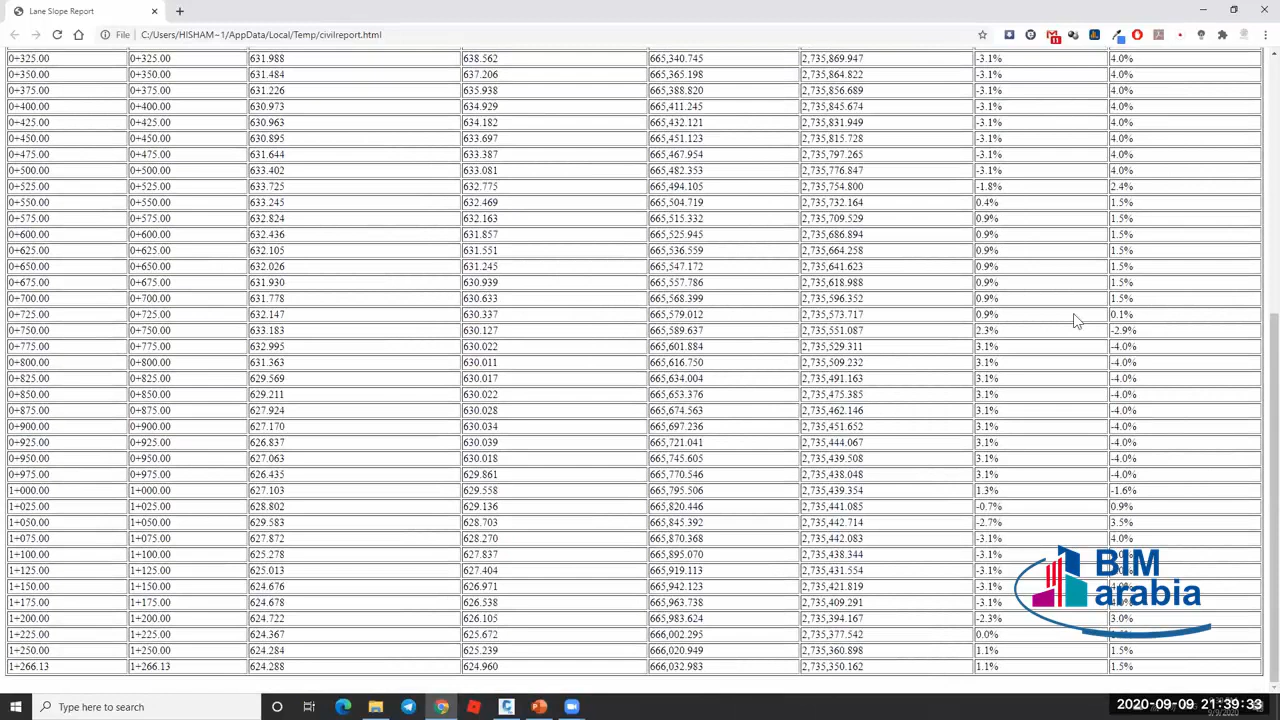 Lane Slope Report
File C:/Users/HISHAM~1/AppData/Local/Temp/civilreport.html
0+325.00 0+325.00 631.988 638.562 665,340.745 2,735,869.947 -3.1% 4.0%
0+350.00 0+350.00 631.484 637.206 665,365.198 2,735,864.822 -3.1% 4.0%
0+375.00 0+375.00 631.226 635.938 665,388.820 2,735,856.689 -3.1% 4.0%
0+400.00 0+400.00 630.973 634.929 665,411.245 2,735,845.674 -3.1% 4.0%
0+425.00 0+425.00 630.963 634.182 665,432.121 2,735,831.949 -3.1% 4.0%
0+450.00 0+450.00 630.895 633.697 665,451.123 2,735,815.728 -3.1% 4.0%
0+475.00 0+475.00 631.644 633.387 665,467.954 2,735,797.265 -3.1% 4.0%
0+500.00 0+500.00 633.402 633.081 665,482.353 2,735,776.847 -3.1% 4.0%
0+525.00 0+525.00 633.725 632.775 665,494.105 2,735,754.800 -1.8% 2.4%
0+550.00 0+550.00 633.245 632.469 665,504.719 2,735,732.164 0.4% 1.5%
0+575.00 0+575.00 632.824 632.163 665,515.332 2,735,709.529 0.9% 1.5%
0+600.00 0+600.00 632.436 631.857 665,525.945 2,735,686.894 0.9% 1.5%
0+625.00 0+625.00 632.105 631.551 665,536.559 2,735,664.258 0.9% 1.5%
0+650.00 0+650.00 632.026 631.245 665,547.172 2,735,641.623 0.9% 1.5%
0+675.00 0+675.00 631.930 630.939 665,557.786 2,735,618.988 0.9% 1.5%
0+700.00 0+700.00 631.778 630.633 665,568.399 2,735,596.352 0.9% 1.5%
0+725.00 0+725.00 632.147 630.337 665,579.012 2,735,573.717 0.9% 0.1%
0+750.00 0+750.00 633.183 630.127 665,589.637 2,735,551.087 2.3% -2.9%
0+775.00 0+775.00 632.995 630.022 665,601.884 2,735,529.311 3.1% -4.0%
0+800.00 0+800.00 631.363 630.011 665,616.750 2,735,509.232 3.1% -4.0%
0+825.00 0+825.00 629.569 630.017 665,634.004 2,735,491.163 3.1% -4.0%
0+850.00 0+850.00 629.211 630.022 665,653.376 2,735,475.385 3.1% -4.0%
0+875.00 0+875.00 627.924 630.028 665,674.563 2,735,462.146 3.1% -4.0%
0+900.00 0+900.00 627.170 630.034 665,697.236 2,735,451.652 3.1% -4.0%
0+925.00 0+925.00 626.837 630.039 665,721.041 2,735,444.067 3.1% -4.0%
0+950.00 0+950.00 627.063 630.018 665,745.605 2,735,439.508 3.1% -4.0%
0+975.00 0+975.00 626.435 629.861 665,770.546 2,735,438.048 3.1% -4.0%
1+000.00 1+000.00 627.103 629.558 665,795.506 2,735,439.354 1.3% -1.6%
1+025.00 1+025.00 628.802 629.136 665,820.446 2,735,441.085 -0.7% 0.9%
1+050.00 1+050.00 629.583 628.703 665,845.392 2,735,442.714 -2.7% 3.5%
1+075.00 1+075.00 627.872 628.270 665,870.368 2,735,442.083 -3.1% 4.0%
1+100.00 1+100.00 625.278 627.837 665,895.070 2,735,438.344 -3.1%
1+125.00 1+125.00 625.013 627.404 665,919.113 2,735,431.554 -3.1%
1+150.00 1+150.00 624.676 626.971 665,942.123 2,735,421.819 -3.1%
1+175.00 1+175.00 624.678 626.538 665,963.738 2,735,409.291 -3.1%
1+200.00 1+200.00 624.722 626.105 665,983.624 2,735,394.167 -2.3% 3.0%
1+225.00 1+225.00 624.367 625.672 666,002.295 2,735,377.542 0.0%
1+250.00 1+250.00 624.284 625.239 666,020.949 2,735,360.898 1.1% 1.5%
1+266.13 1+266.13 624.288 624.960 666,032.983 2,735,350.162 1.1% 1.5%
BIM
arabia
Type here to search
2020-09-09 21:39:33